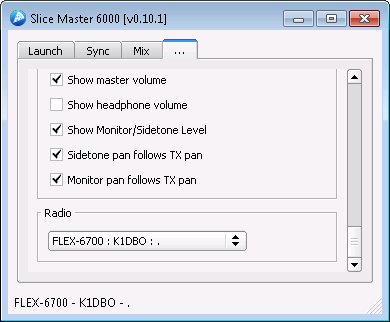 Slice Master 6000 [v0.10.1]
Launch Sync Mix ...
Show master volume
Show headphone volume
Show Monitor/Sidetone Level
Sidetone pan follows TX pan
Monitor pan follows TX pan
Radio
FLEX-6700 : K1DBO : .
FLEX-6700 - K1DBO - .